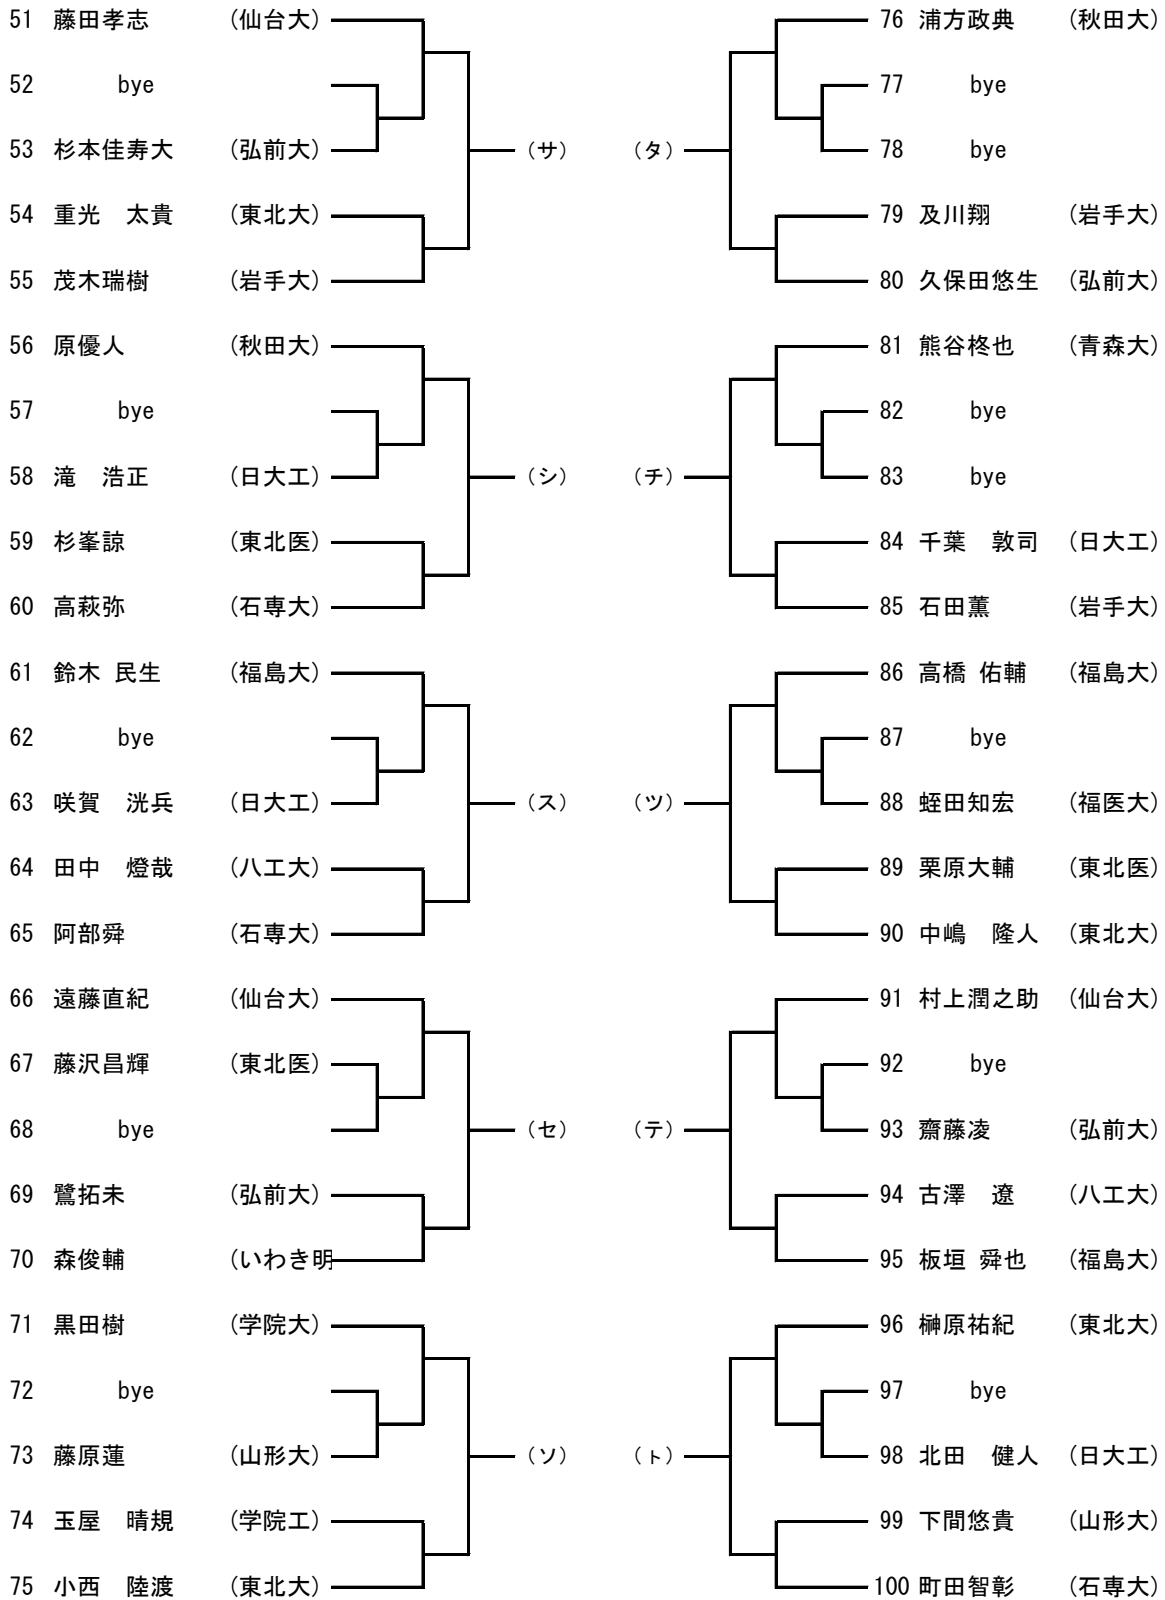 51 藤田孝志 (仙台大)
52 bye
53 杉本佳寿大 (弘前大)
(サ)
54 重光　太貴 (東北大)
55 茂木瑞樹 (岩手大)
56 原優人 (秋田大)
57 bye
58 滝　浩正 (日大工)
(シ)
59 杉峯諒 (東北医)
60 高萩弥 (石専大)
61 鈴木 民生 (福島大)
62 bye
63 咲賀　洸兵 (日大工)
(ス)
64 田中　燈哉 (八工大)
65 阿部舜 (石専大)
66 遠藤直紀 (仙台大)
67 藤沢昌輝 (東北医)
68 bye
(セ)
69 鷺拓未 (弘前大)
70 森俊輔 (いわき明
71 黒田樹 (学院大)
72 bye
73 藤原蓮 (山形大)
(ソ)
74 玉屋　晴規 (学院工)
75 小西　陸渡 (東北大)
76 浦方政典 (秋田大)
77 bye
78 bye
(タ)
79 及川翔 (岩手大)
80 久保田悠生 (弘前大)
81 熊谷柊也 (青森大)
82 bye
83 bye
(チ)
84 千葉　敦司 (日大工)
85 石田薫 (岩手大)
86 高橋 佑輔 (福島大)
87 bye
88 蛭田知宏 (福医大)
(ツ)
89 栗原大輔 (東北医)
90 中嶋　隆人 (東北大)
91 村上潤之助 (仙台大)
92 bye
93 齋藤凌 (弘前大)
(テ)
94 古澤　遼 (八工大)
95 板垣 舜也 (福島大)
96 榊原祐紀 (東北大)
97 bye
98 北田　健人 (日大工)
(ト)
99 下間悠貴 (山形大)
100 町田智彰 (石専大)